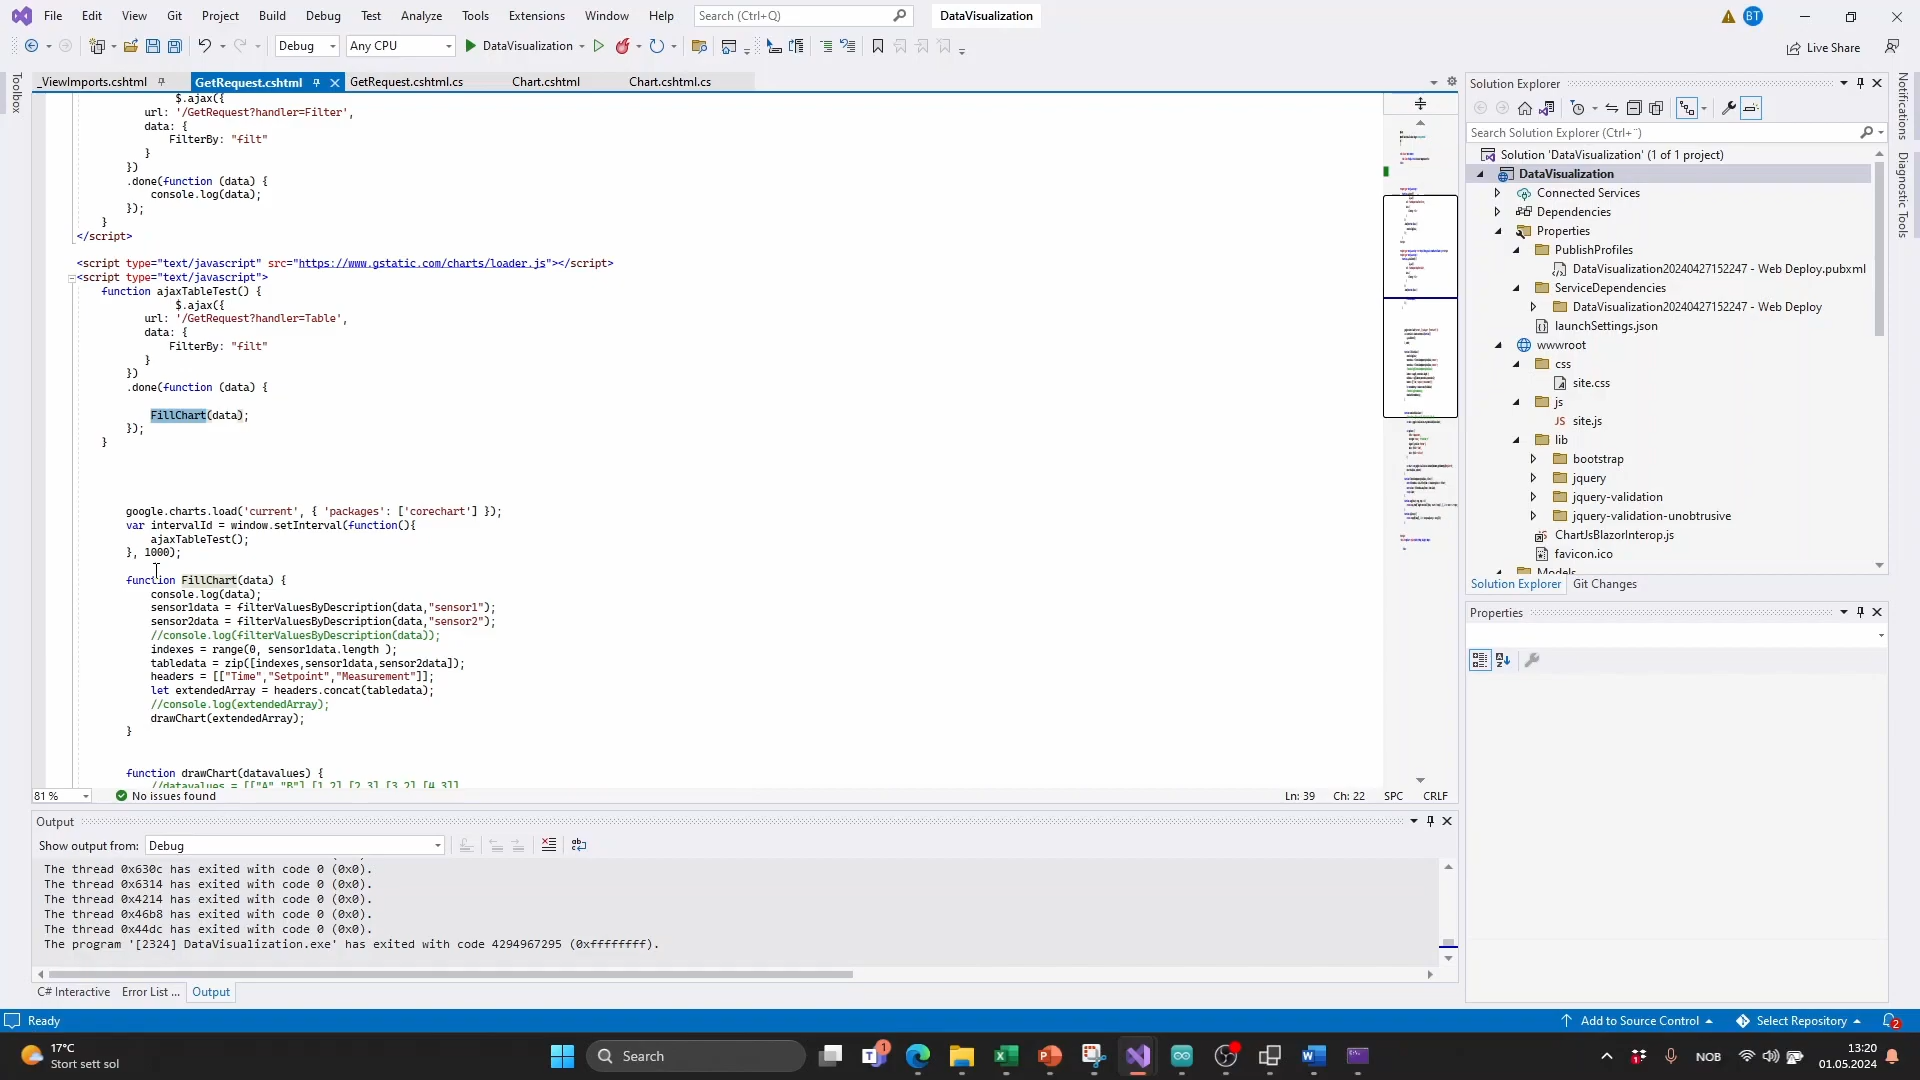 File Edit View Git Project Build Debug Test Analyze Tools Extensions Window Help Search (Ctrl+Q) DataVisualization BT
Debug Any CPU DataVisualization Live Share
Toolbox
_ViewImports.cshtml GetRequest.cshtml GetRequest.cshtml.cs Chart.cshtml Chart.cshtml.cs
$.ajax({
url: '/GetRequest?handler=Filter',
data: {
FilterBy: "filt"
}
})
.done(function (data) {
console.log(data);
});
}
</script>
<script type="text/javascript" src="https://www.gstatic.com/charts/loader.js"></script>
<script type="text/javascript">
function ajaxTableTest() {
$.ajax({
url: '/GetRequest?handler=Table',
data: {
FilterBy: "filt"
}
})
.done(function (data) {
FillChart(data);
});
}
google.charts.load('current', { 'packages': ['corechart'] });
var intervalId = window.setInterval(function(){
ajaxTableTest();
}, 1000);
function FillChart(data) {
console.log(data);
sensor1data = filterValuesByDescription(data,"sensor1");
sensor2data = filterValuesByDescription(data,"sensor2");
//console.log(filterValuesByDescription(data));
indexes = range(0, sensor1data.length );
tabledata = zip([indexes,sensor1data,sensor2data]);
headers = [["Time","Setpoint","Measurement"]];
let extendedArray = headers.concat(tabledata);
//console.log(extendedArray);
drawChart(extendedArray);
}
function drawChart(datavalues) {
//datavalues = [["A","B"],[1,2],[2,3],[3,2],[4,3]]
81 % No issues found Ln: 39 Ch: 22 SPC CRLF
Output
Show output from: Debug
The thread 0x630c has exited with code 0 (0x0).
The thread 0x6314 has exited with code 0 (0x0).
The thread 0x4214 has exited with code 0 (0x0).
The thread 0x46b8 has exited with code 0 (0x0).
The thread 0x44dc has exited with code 0 (0x0).
The program '[2324] DataVisualization.exe' has exited with code 4294967295 (0xffffffff).
C# Interactive Error List ... Output
Solution Explorer
Search Solution Explorer (Ctrl+¨)
Solution 'DataVisualization' (1 of 1 project)
DataVisualization
Connected Services
Dependencies
Properties
PublishProfiles
DataVisualization20240427152247 - Web Deploy.pubxml
ServiceDependencies
DataVisualization20240427152247 - Web Deploy
launchSettings.json
wwwroot
css
site.css
js
JS site.js
lib
bootstrap
jquery
jquery-validation
jquery-validation-unobtrusive
ChartJsBlazorInterop.js
favicon.ico
Models
Solution Explorer Git Changes
Properties
Notifications
Diagnostic Tools
Ready Add to Source Control Select Repository 2
17°C
Start sett sol
Search
1
NOB
13:20
01.05.2024